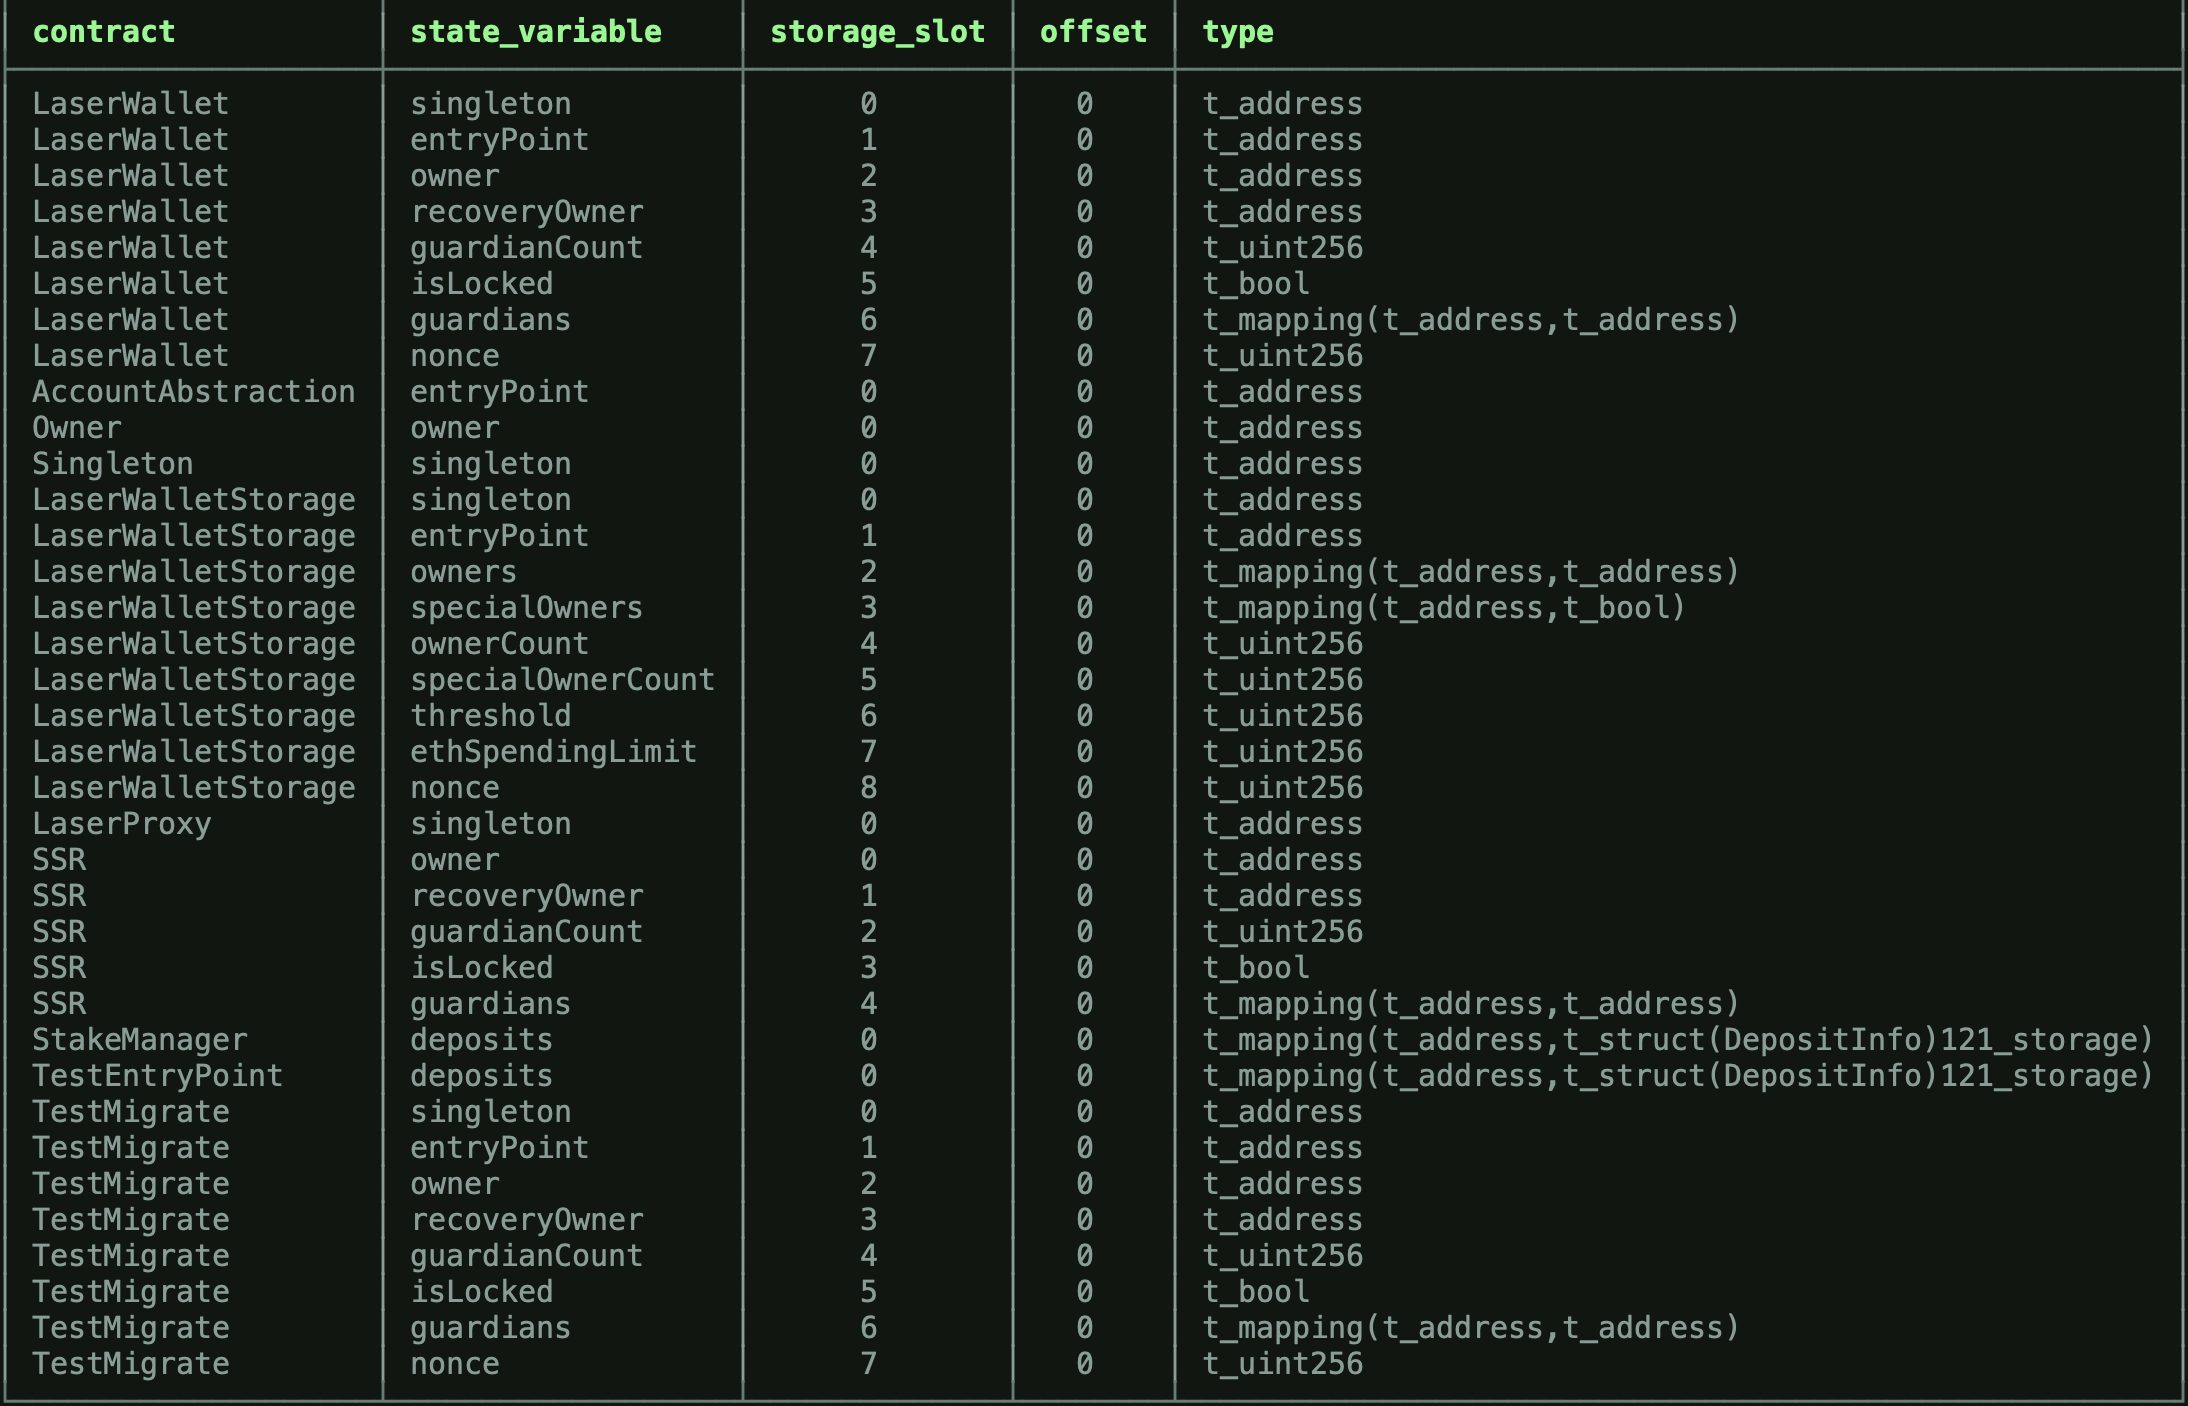 contract state_variable storage_slot offset type
LaserWallet singleton 0 0 t_address
LaserWallet entryPoint 1 0 t_address
LaserWallet owner 2 0 t_address
LaserWallet recoveryOwner 3 0 t_address
LaserWallet guardianCount 4 0 t_uint256
LaserWallet isLocked 5 0 t_bool
LaserWallet guardians 6 0 t_mapping(t_address,t_address)
LaserWallet nonce 7 0 t_uint256
AccountAbstraction entryPoint 0 0 t_address
Owner owner 0 0 t_address
Singleton singleton 0 0 t_address
LaserWalletStorage singleton 0 0 t_address
LaserWalletStorage entryPoint 1 0 t_address
LaserWalletStorage owners 2 0 t_mapping(t_address,t_address)
LaserWalletStorage specialOwners 3 0 t_mapping(t_address,t_bool)
LaserWalletStorage ownerCount 4 0 t_uint256
LaserWalletStorage specialOwnerCount 5 0 t_uint256
LaserWalletStorage threshold 6 0 t_uint256
LaserWalletStorage ethSpendingLimit 7 0 t_uint256
LaserWalletStorage nonce 8 0 t_uint256
LaserProxy singleton 0 0 t_address
SSR owner 0 0 t_address
SSR recoveryOwner 1 0 t_address
SSR guardianCount 2 0 t_uint256
SSR isLocked 3 0 t_bool
SSR guardians 4 0 t_mapping(t_address,t_address)
StakeManager deposits 0 0 t_mapping(t_address,t_struct(DepositInfo)121_storage)
TestEntryPoint deposits 0 0 t_mapping(t_address,t_struct(DepositInfo)121_storage)
TestMigrate singleton 0 0 t_address
TestMigrate entryPoint 1 0 t_address
TestMigrate owner 2 0 t_address
TestMigrate recoveryOwner 3 0 t_address
TestMigrate guardianCount 4 0 t_uint256
TestMigrate isLocked 5 0 t_bool
TestMigrate guardians 6 0 t_mapping(t_address,t_address)
TestMigrate nonce 7 0 t_uint256